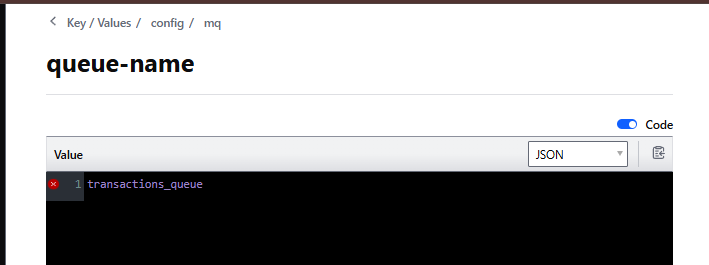 Key / Values / config / mq
queue-name
Code
Value JSON
1 transactions_queue